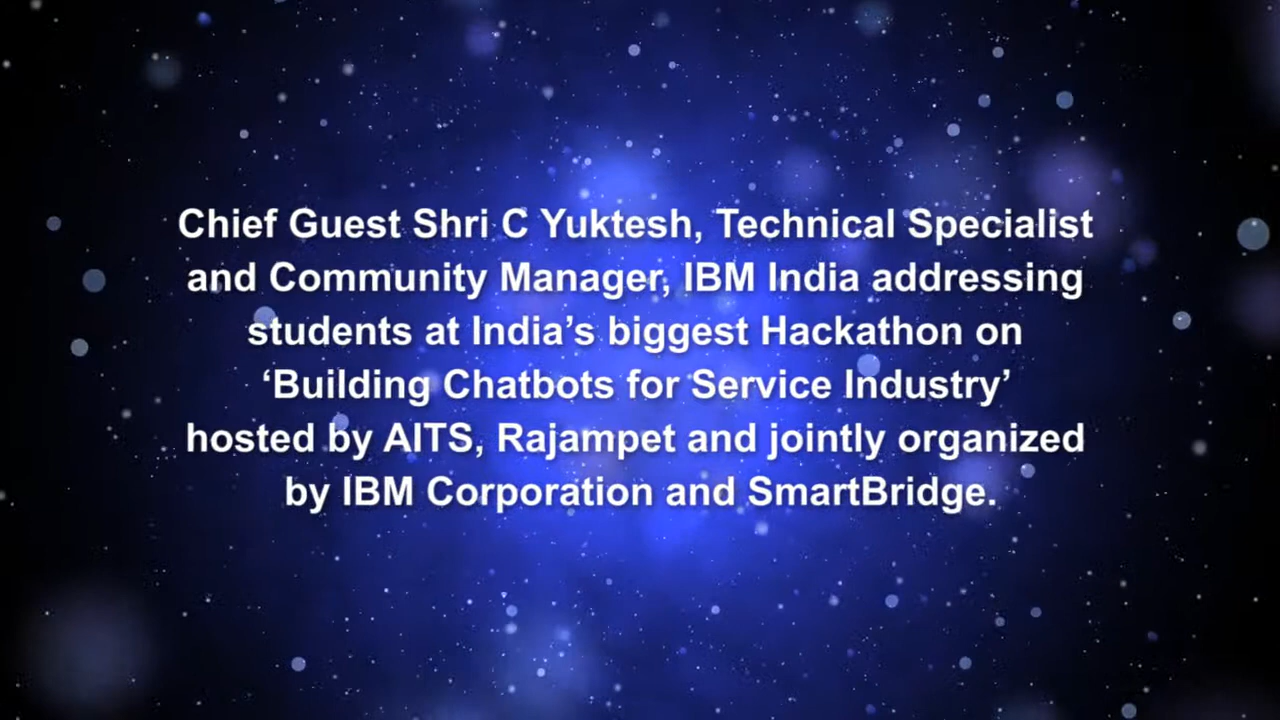 Chief Guest Shri C Yuktesh, Technical Specialist
and Community Manager, IBM India addressing
students at India’s biggest Hackathon on
‘Building Chatbots for Service Industry’
hosted by AITS, Rajampet and jointly organized
by IBM Corporation and SmartBridge.